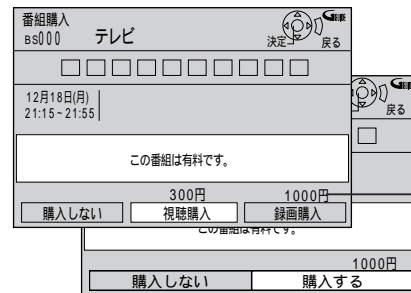 番組購入
BS000 テレビ
決定 戻る
□□□□□□□□□□
12月18日(月)
21:15~21:55
この番組は有料です。
300円 1000円
購入しない 視聴購入 録画購入
戻る
□
この番組は有料です。
1000円
購入しない 購入する